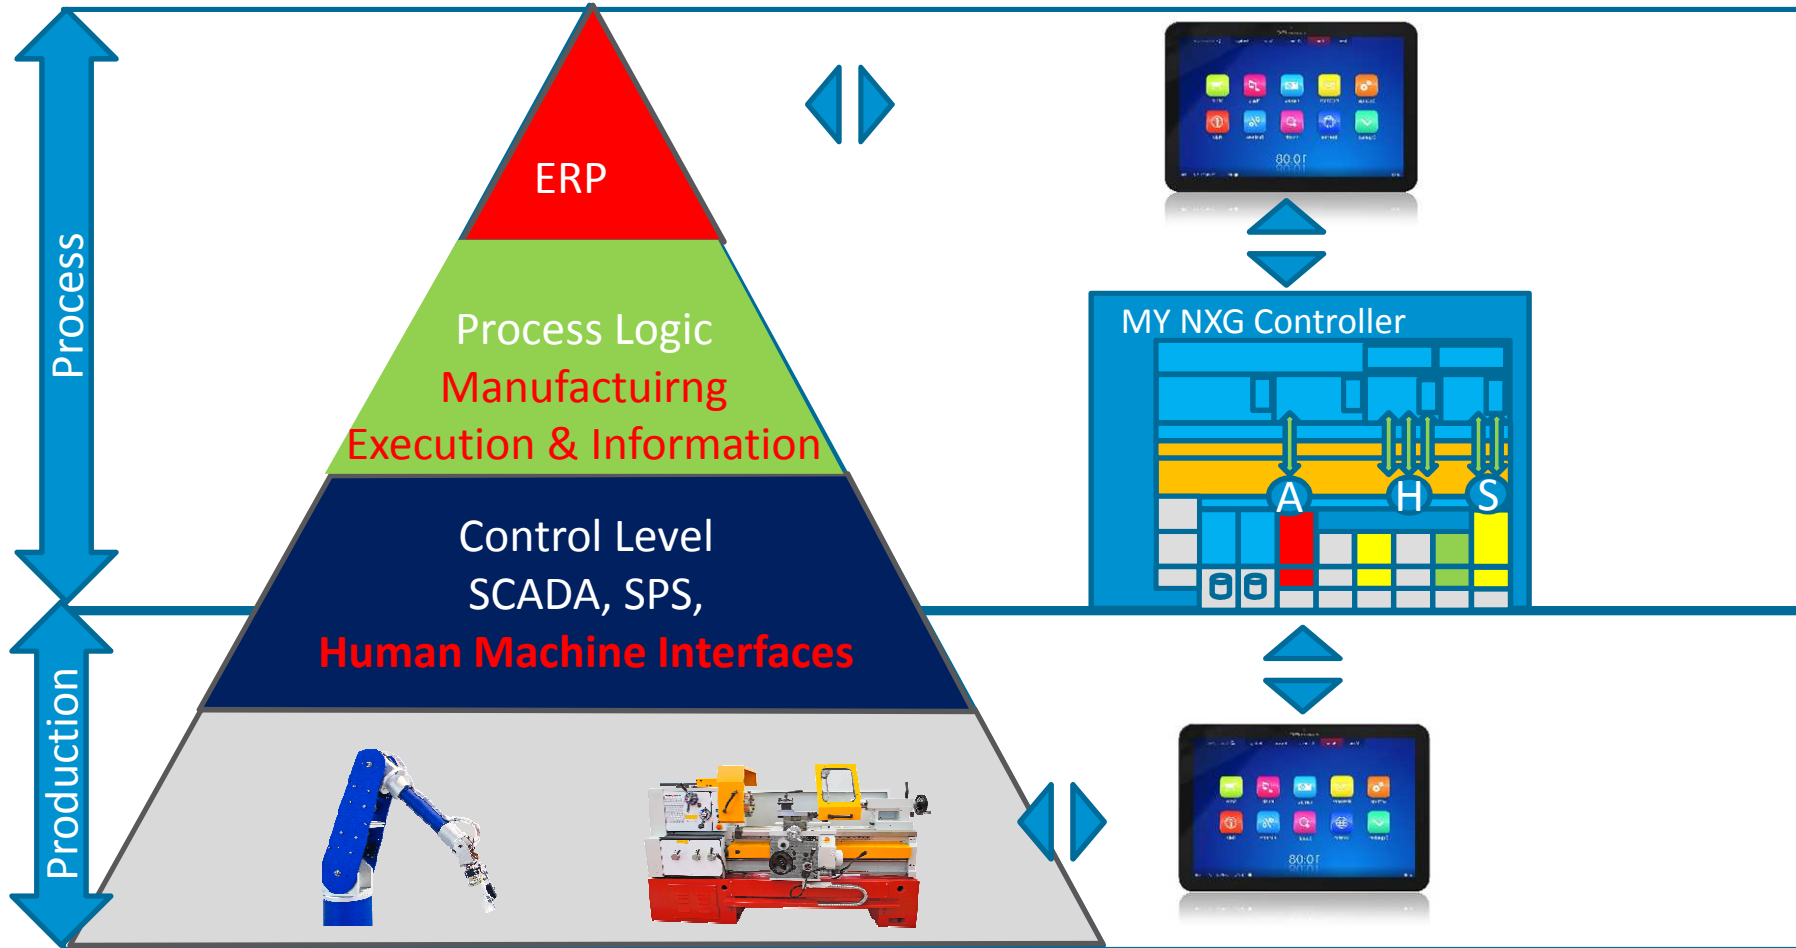 Process
Production
ERP
Process Logic
Manufactuirng
Execution & Information
Control Level
SCADA, SPS,
Human Machine Interfaces
MY NXG Controller
A
H
S